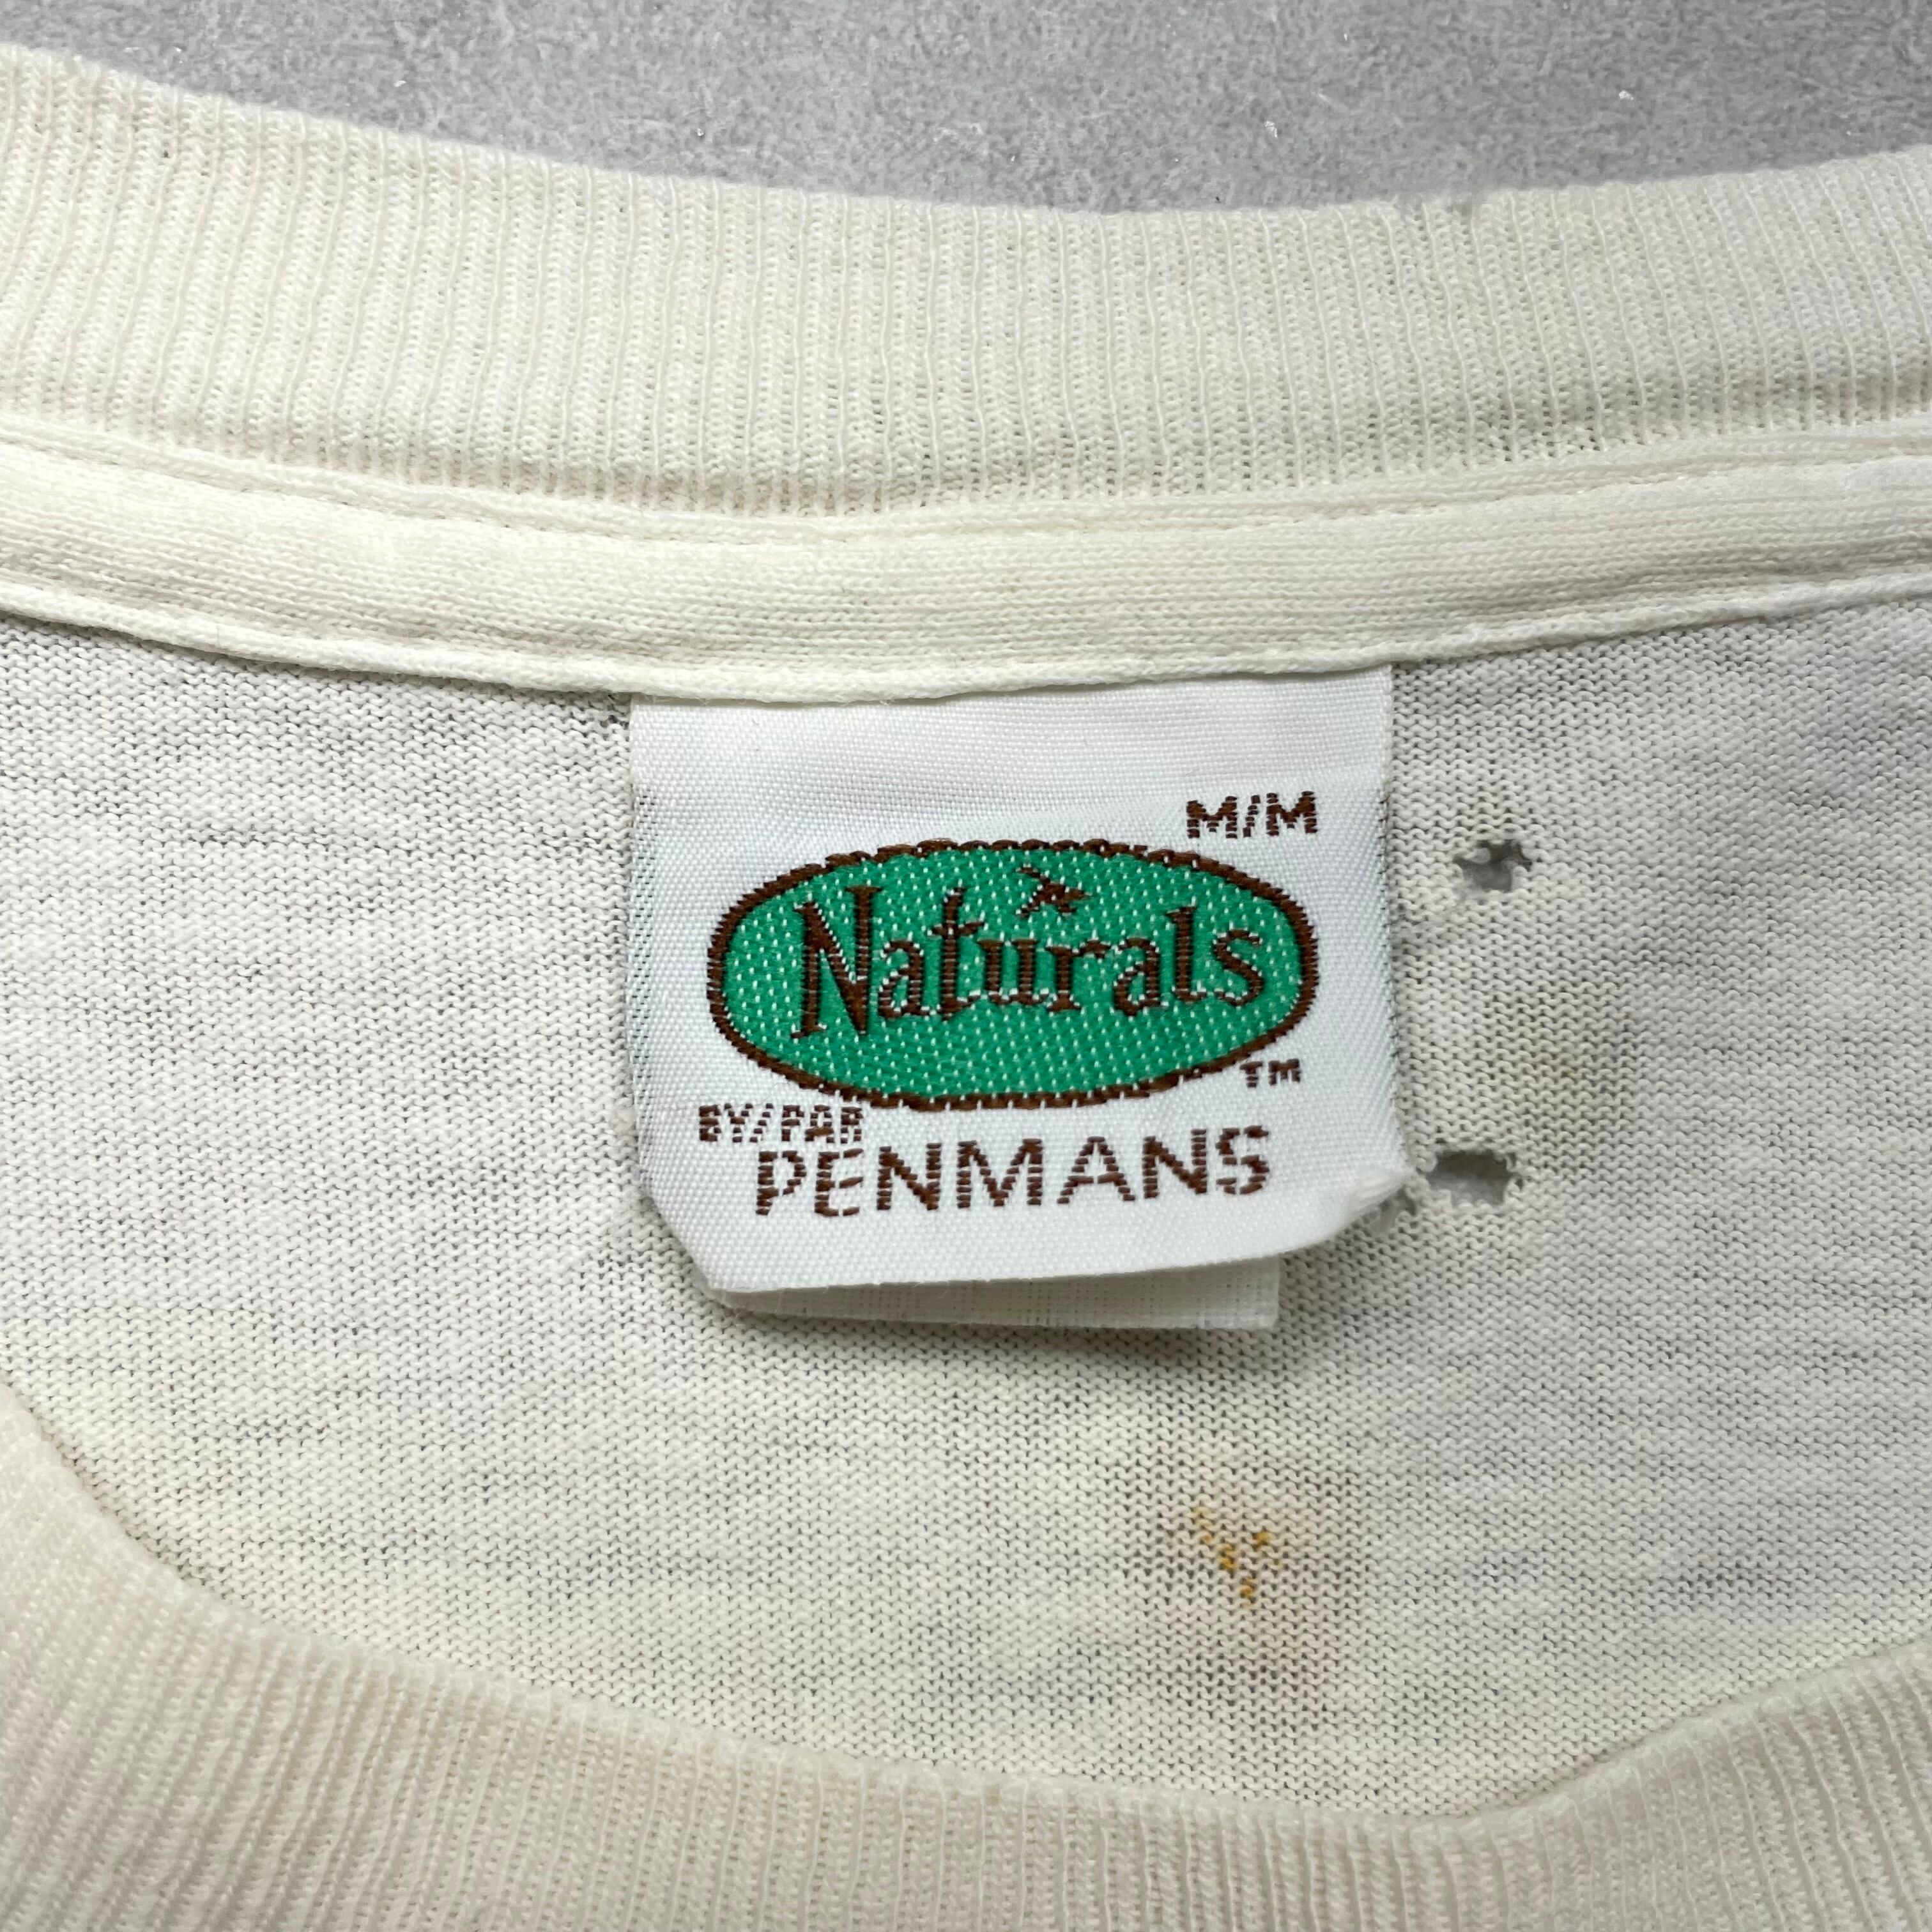 M/M
Naturals
TM
BY/PAR
PENMANS